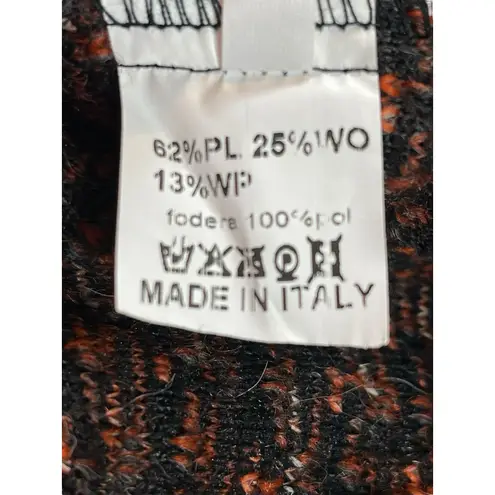 62%PL. 25%WO
13%WP
fodera 100%pol
MADE IN ITALY